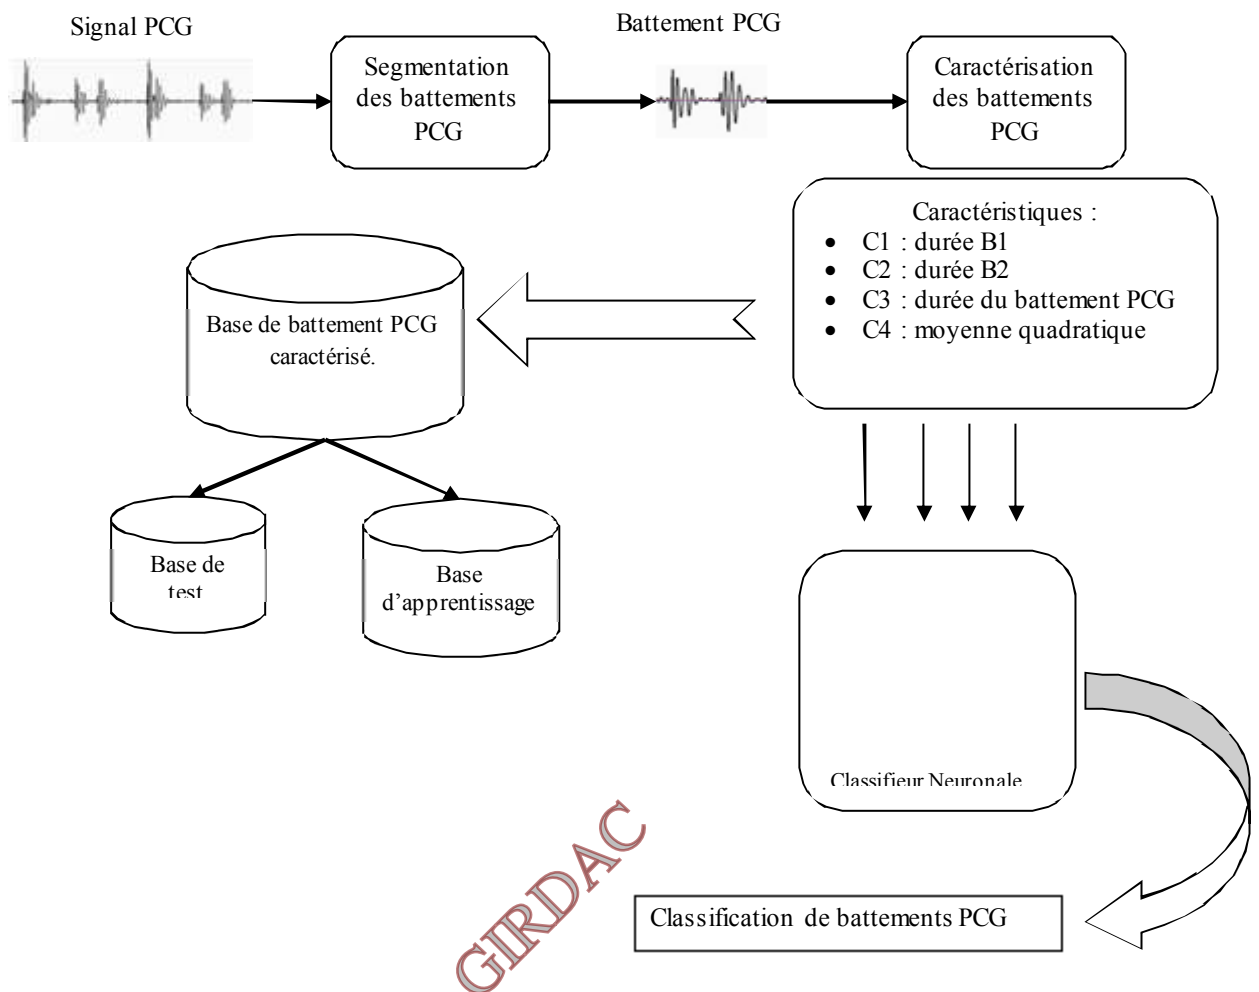 Signal PCG
Battement PCG
Segmentation
des battements
PCG
Caractérisation
des battements
PCG
Caractéristiques :
• C1 : durée B1
• C2 : durée B2
• C3 : durée du battement PCG
• C4 : moyenne quadratique
Base de battement PCG
caractérisé.
Base de
test
Base
d’apprentissage
Classifieur Neuronale
GIRDAC
Classification de battements PCG